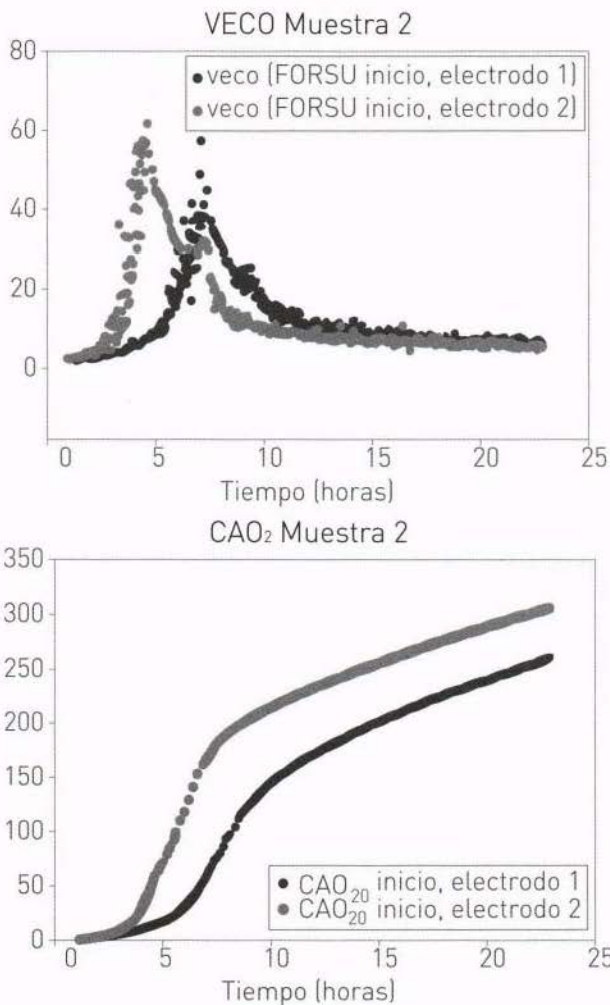 VECO Muestra 2
80
veco (FORSU inicio, electrodo 1)
veco (FORSU inicio, electrodo 2)
60
40
20
0
0 5 10 15 20 25
Tiempo (horas)
CAO₂ Muestra 2
350
300
250
200
150
100
50
0
CAO₂₀ inicio, electrodo 1
CAO₂₀ inicio, electrodo 2
0 5 10 15 20 25
Tiempo (horas)